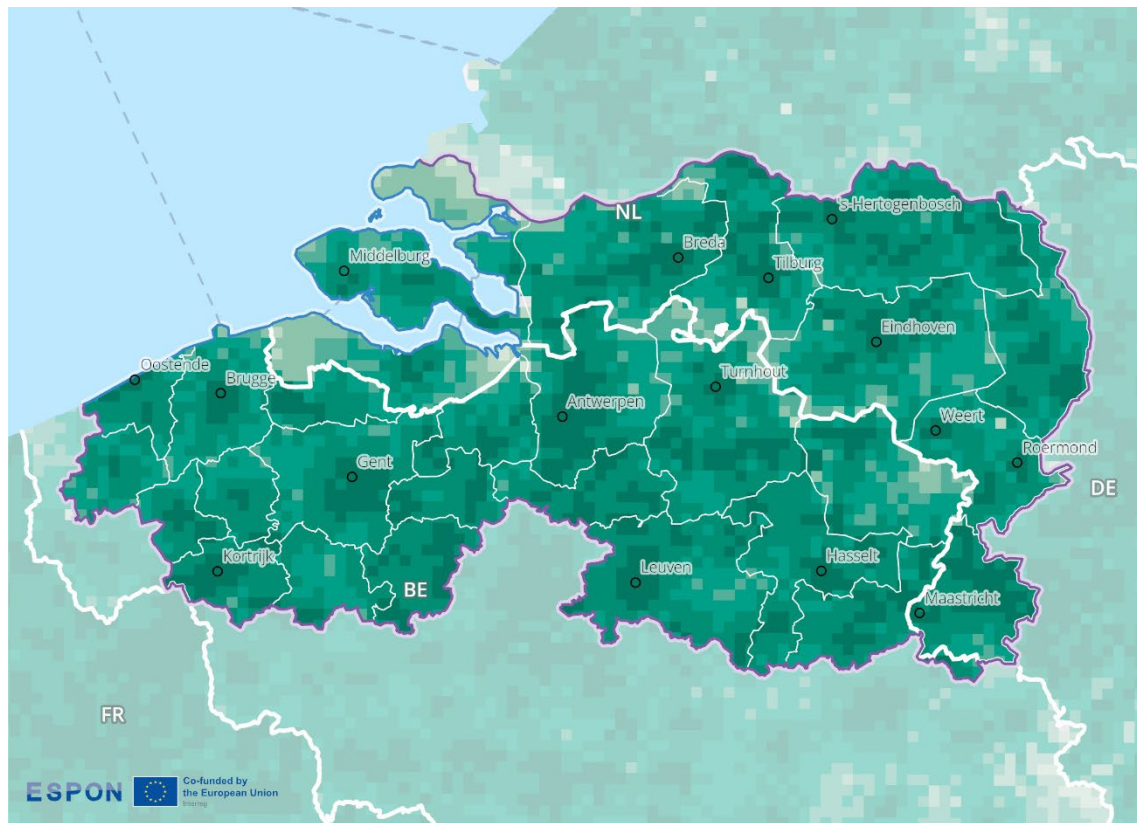 NL
's-Hertogenbosch
Middelburg
Breda
Tilburg
Eindhoven
Oostende
Brugge
Turnhout
Antwerpen
Weert
Roermond
Gent
DE
Kortrijk
Leuven
Hasselt
BE
Maastricht
FR
ESPON
Co-funded by
the European Union
Interreg